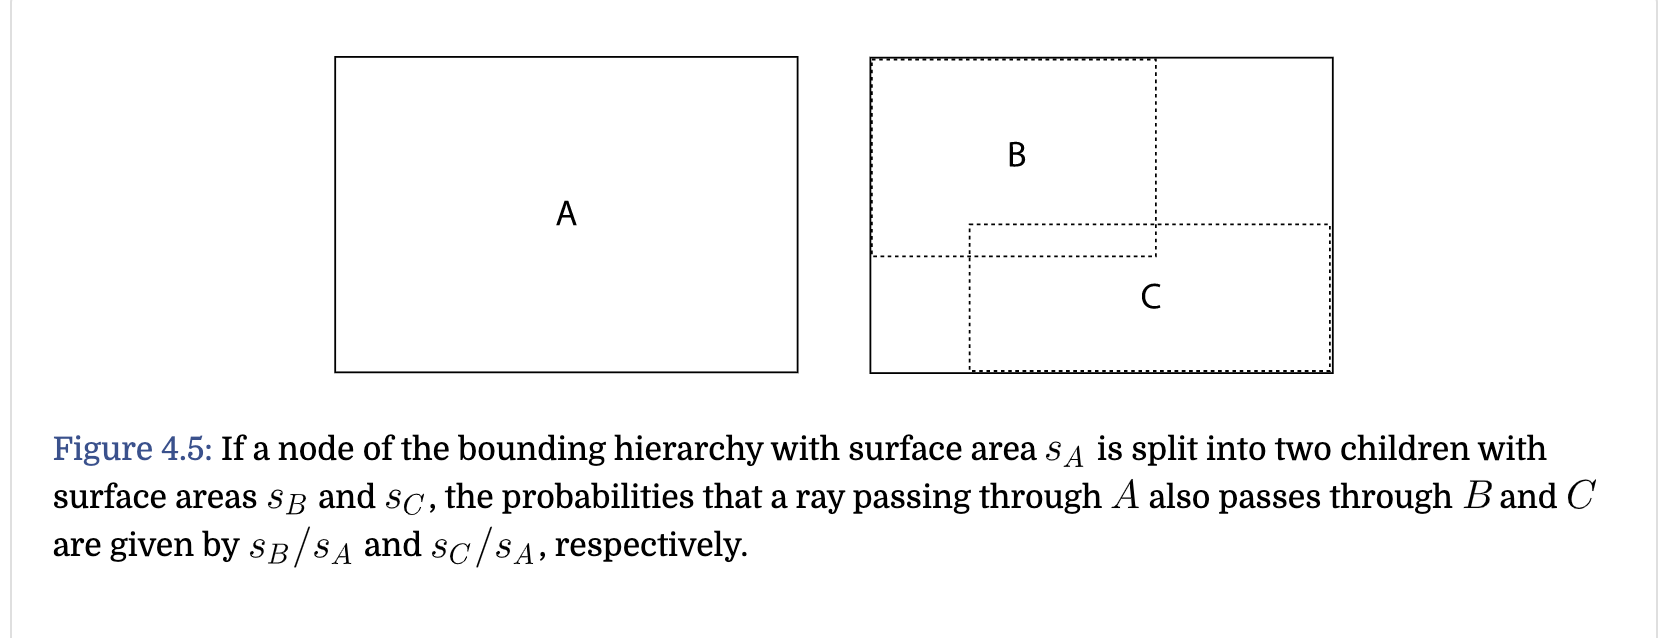 A
B
C
Figure 4.5: If a node of the bounding hierarchy with surface area s_A is split into two children with
surface areas s_B and s_C, the probabilities that a ray passing through A also passes through B and C
are given by s_B/s_A and s_C/s_A, respectively.